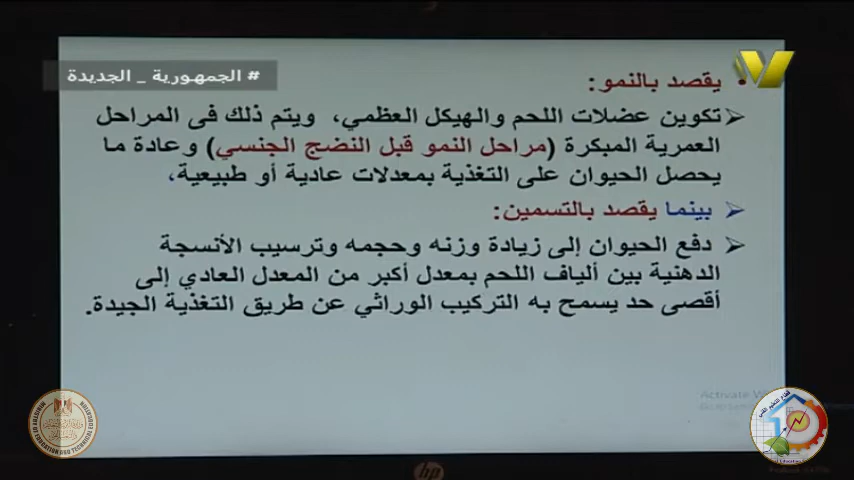 # الجمهورية _ الجديدة
• يقصد بالنمو:
تكوين عضلات اللحم والهيكل العظمي، ويتم ذلك فى المراحل
العمرية المبكرة (مراحل النمو قبل النضج الجنسي) وعادة ما
يحصل الحيوان على التغذية بمعدلات عادية أو طبيعية،
بينما يقصد بالتسمين:
دفع الحيوان إلى زيادة وزنه وحجمه وترسيب الأنسجة
الدهنية بين ألياف اللحم بمعدل أكبر من المعدل العادي إلى
أقصى حد يسمح به التركيب الوراثي عن طريق التغذية الجيدة.
Activate
hp